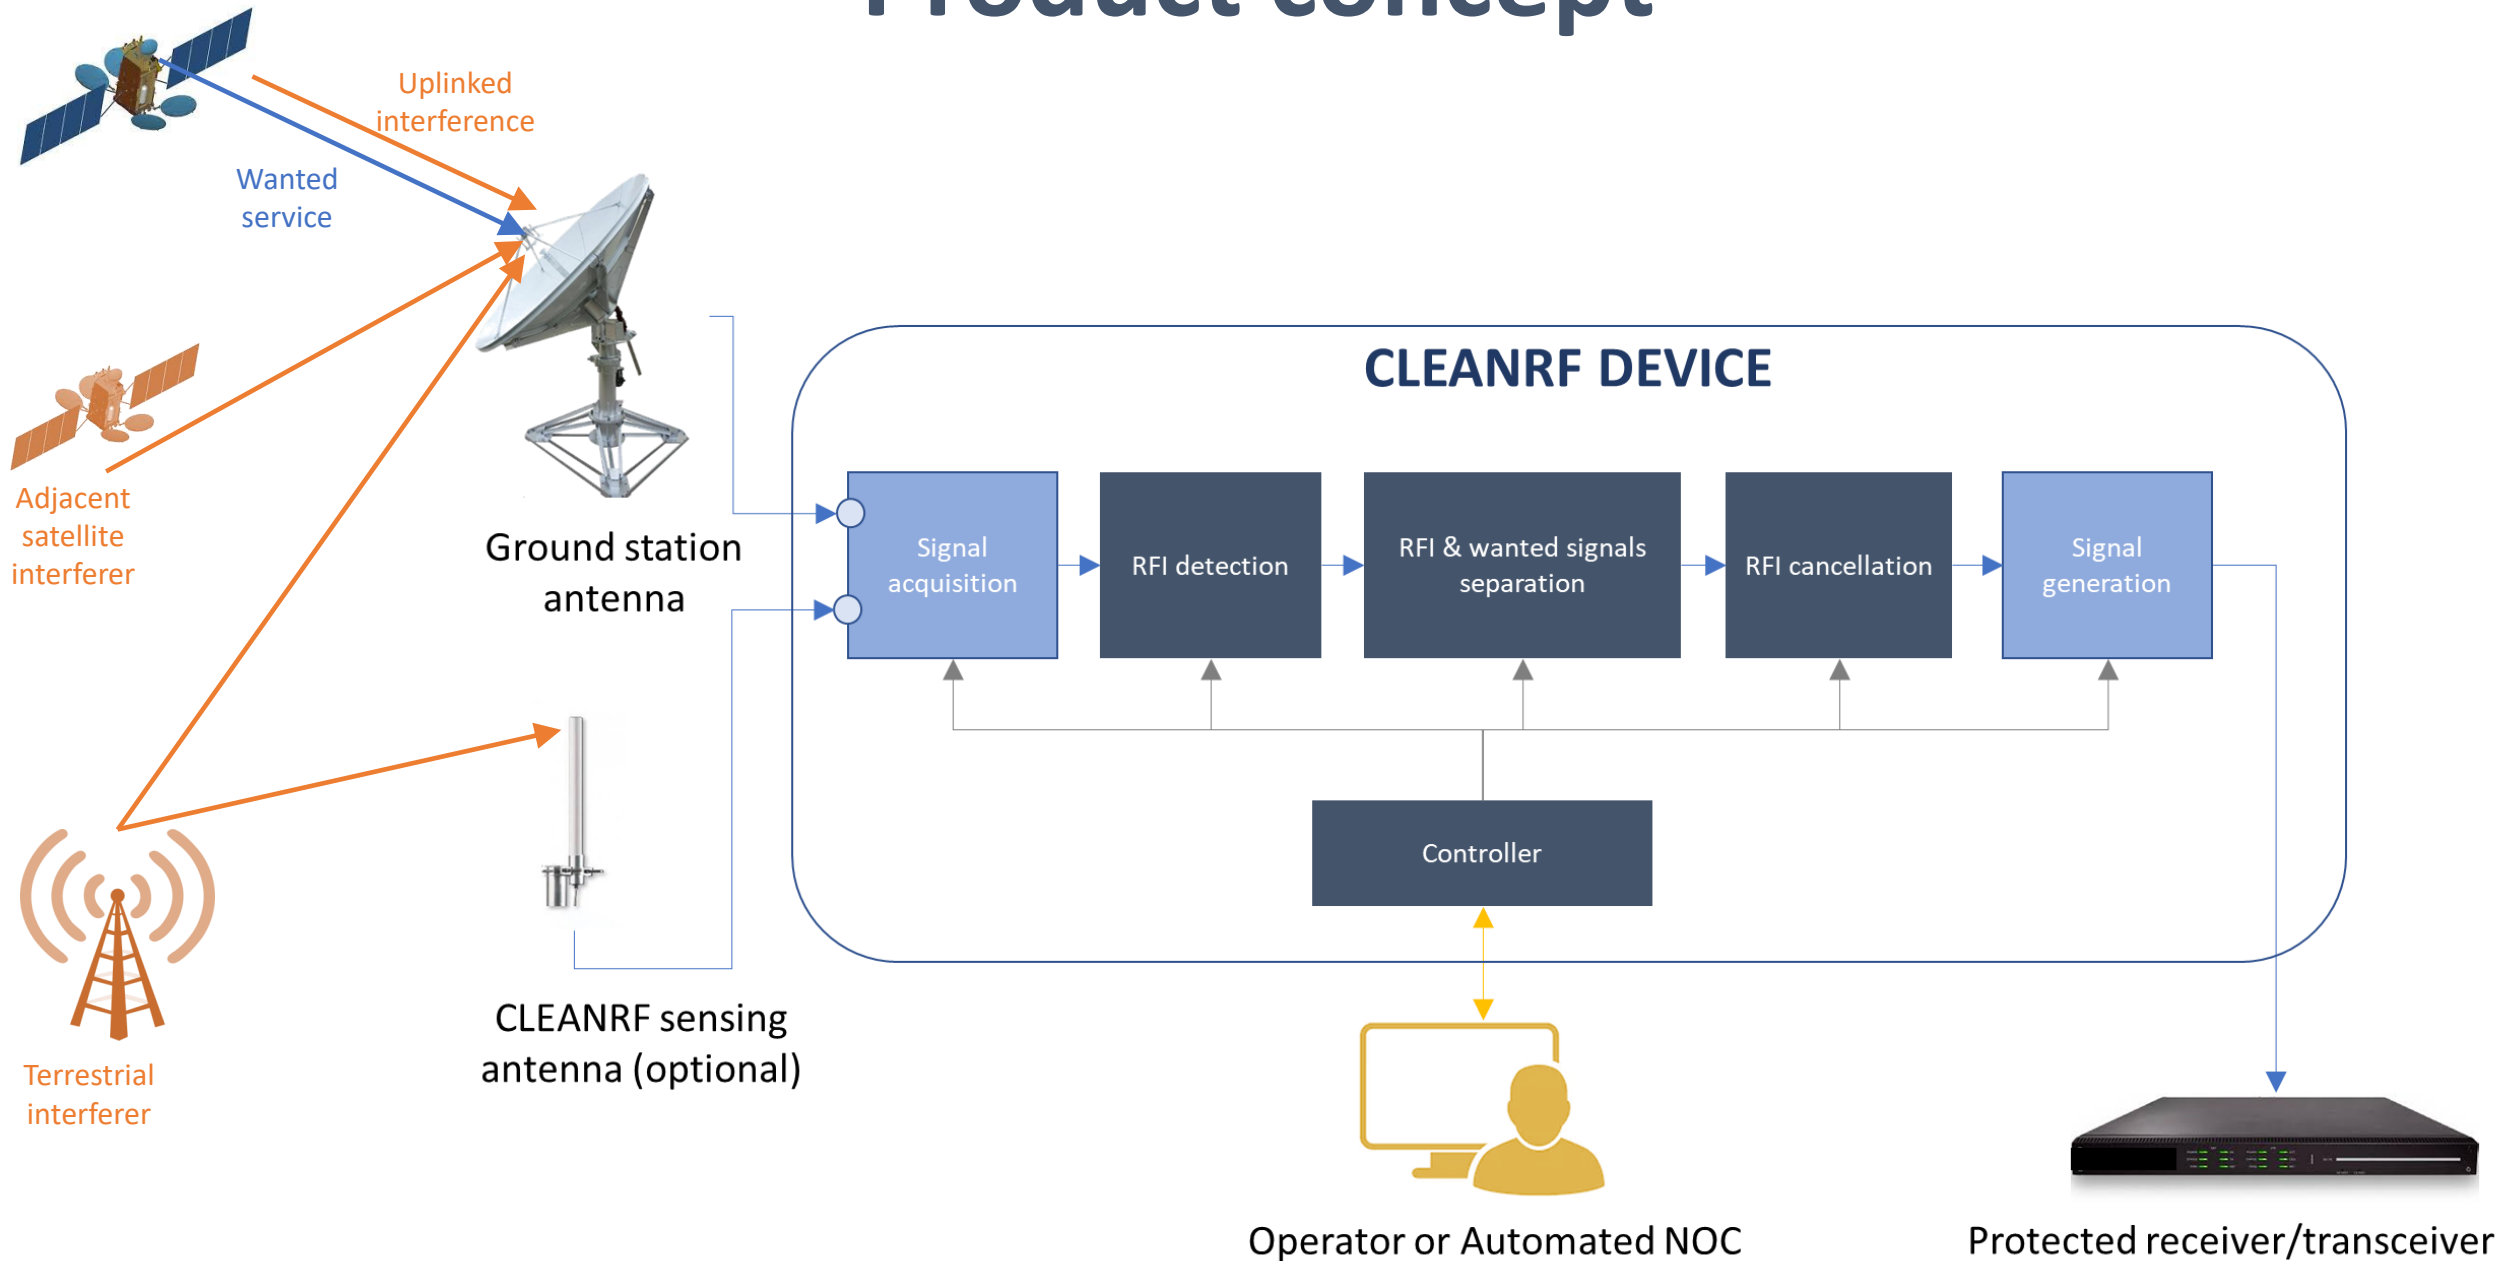 Product concept
Uplinked
interference
Wanted
service
Adjacent
satellite
interferer
Ground station
antenna
CLEANRF DEVICE
Signal
acquisition
RFI detection
RFI & wanted signals
separation
RFI cancellation
Signal
generation
Controller
CLEANRF sensing
antenna (optional)
Terrestrial
interferer
Operator or Automated NOC
Protected receiver/transceiver